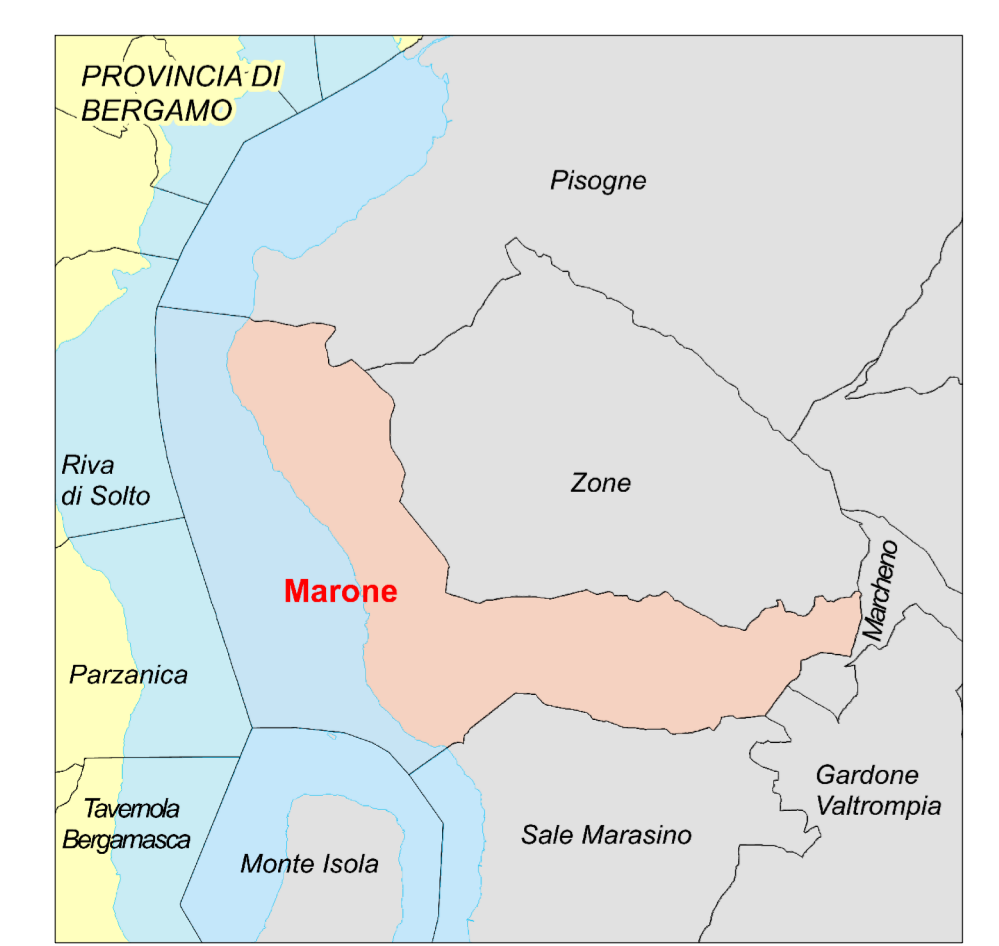 PROVINCIA DI
BERGAMO
Pisogne
Riva
di Solto
Zone
Marone
Marcheno
Parzanica
Gardone
Valtrompia
Tavernola
Bergamasca
Sale Marasino
Monte Isola